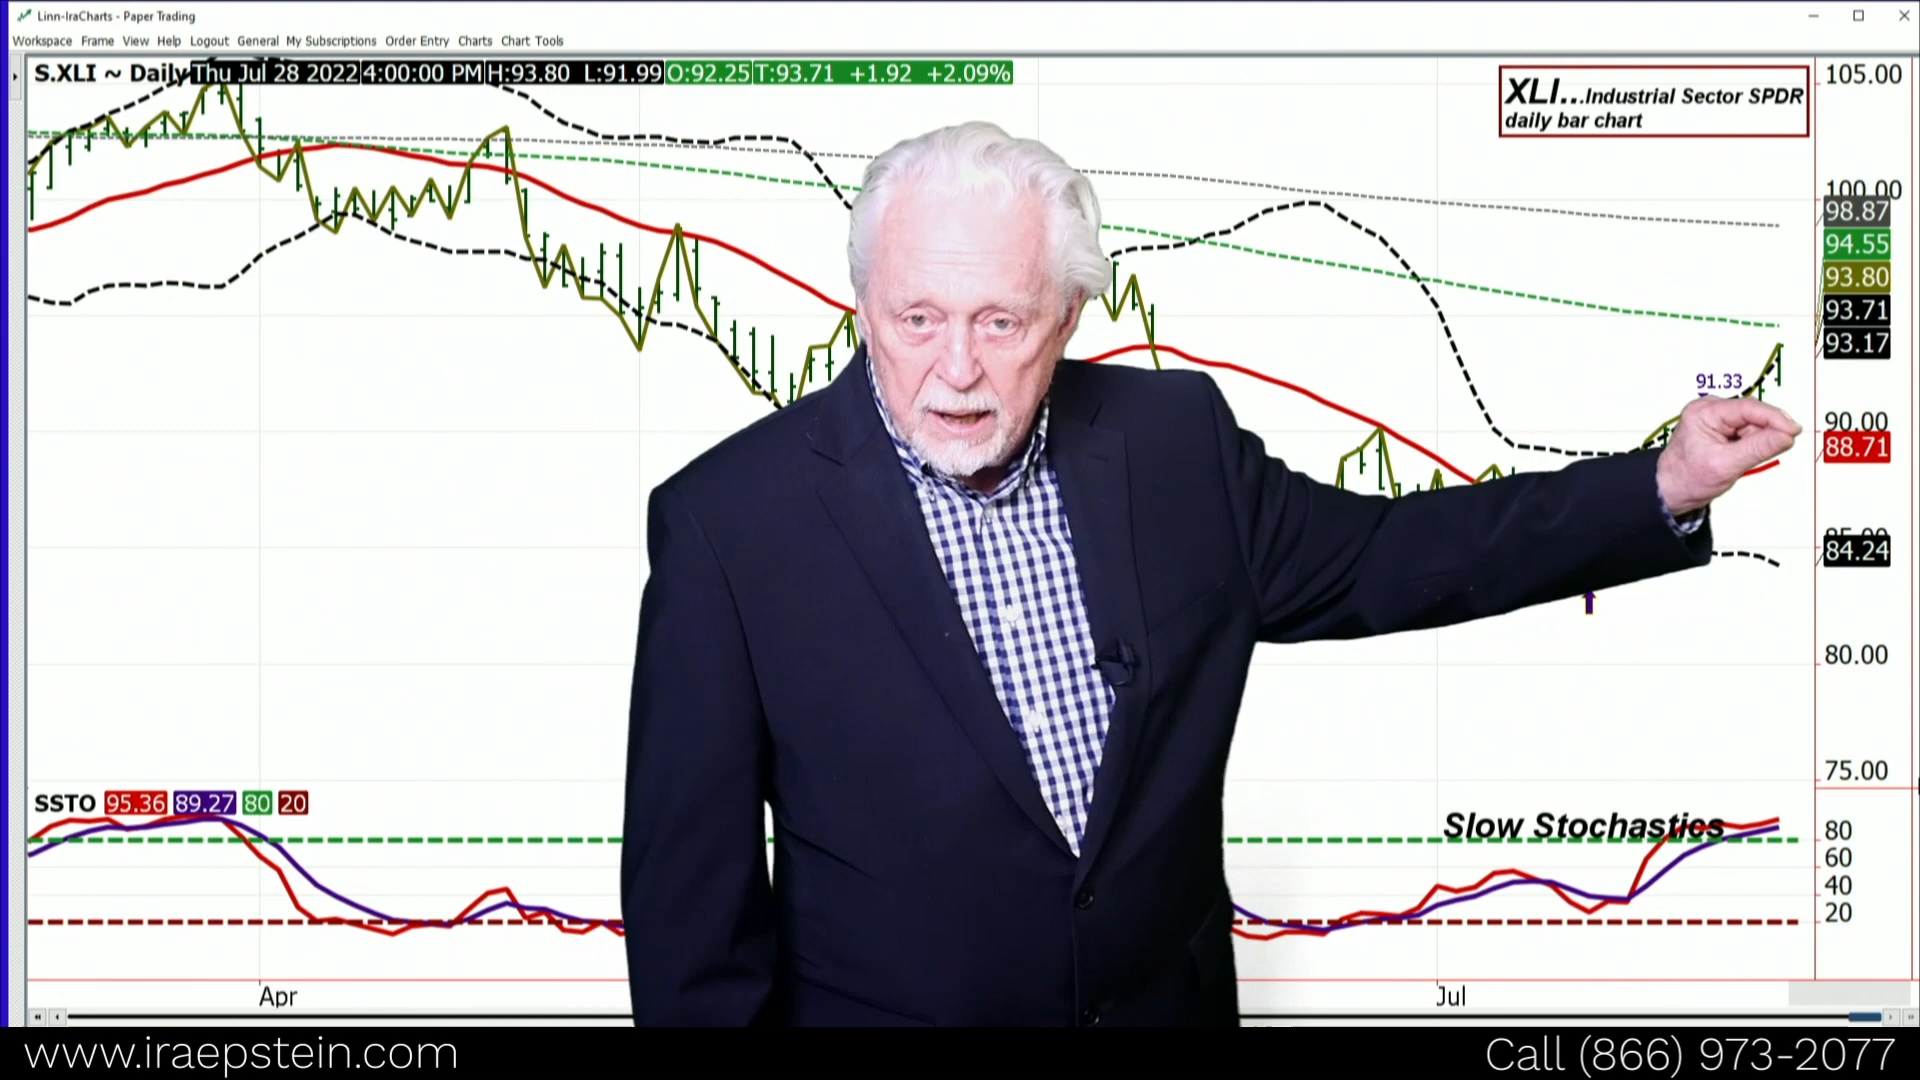 Linn-IraCharts - Paper Trading
Workspace Frame View Help Logout General My Subscriptions Order Entry Charts Chart Tools
S.XLI ~ Daily Thu Jul 28 2022 4:00:00 PM H:93.80 L:91.99 O:92.25 T:93.71 +1.92 +2.09%
XLI...Industrial Sector SPDR
daily bar chart
105.00
100.00
98.87
94.55
93.80
93.71
93.17
91.33
90.00
88.71
85.00
84.24
80.00
75.00
SSTO 95.36 89.27 80 20
Slow Stochastics
80
60
40
20
Apr
Jul
www.iraepstein.com
Call (866) 973-2077